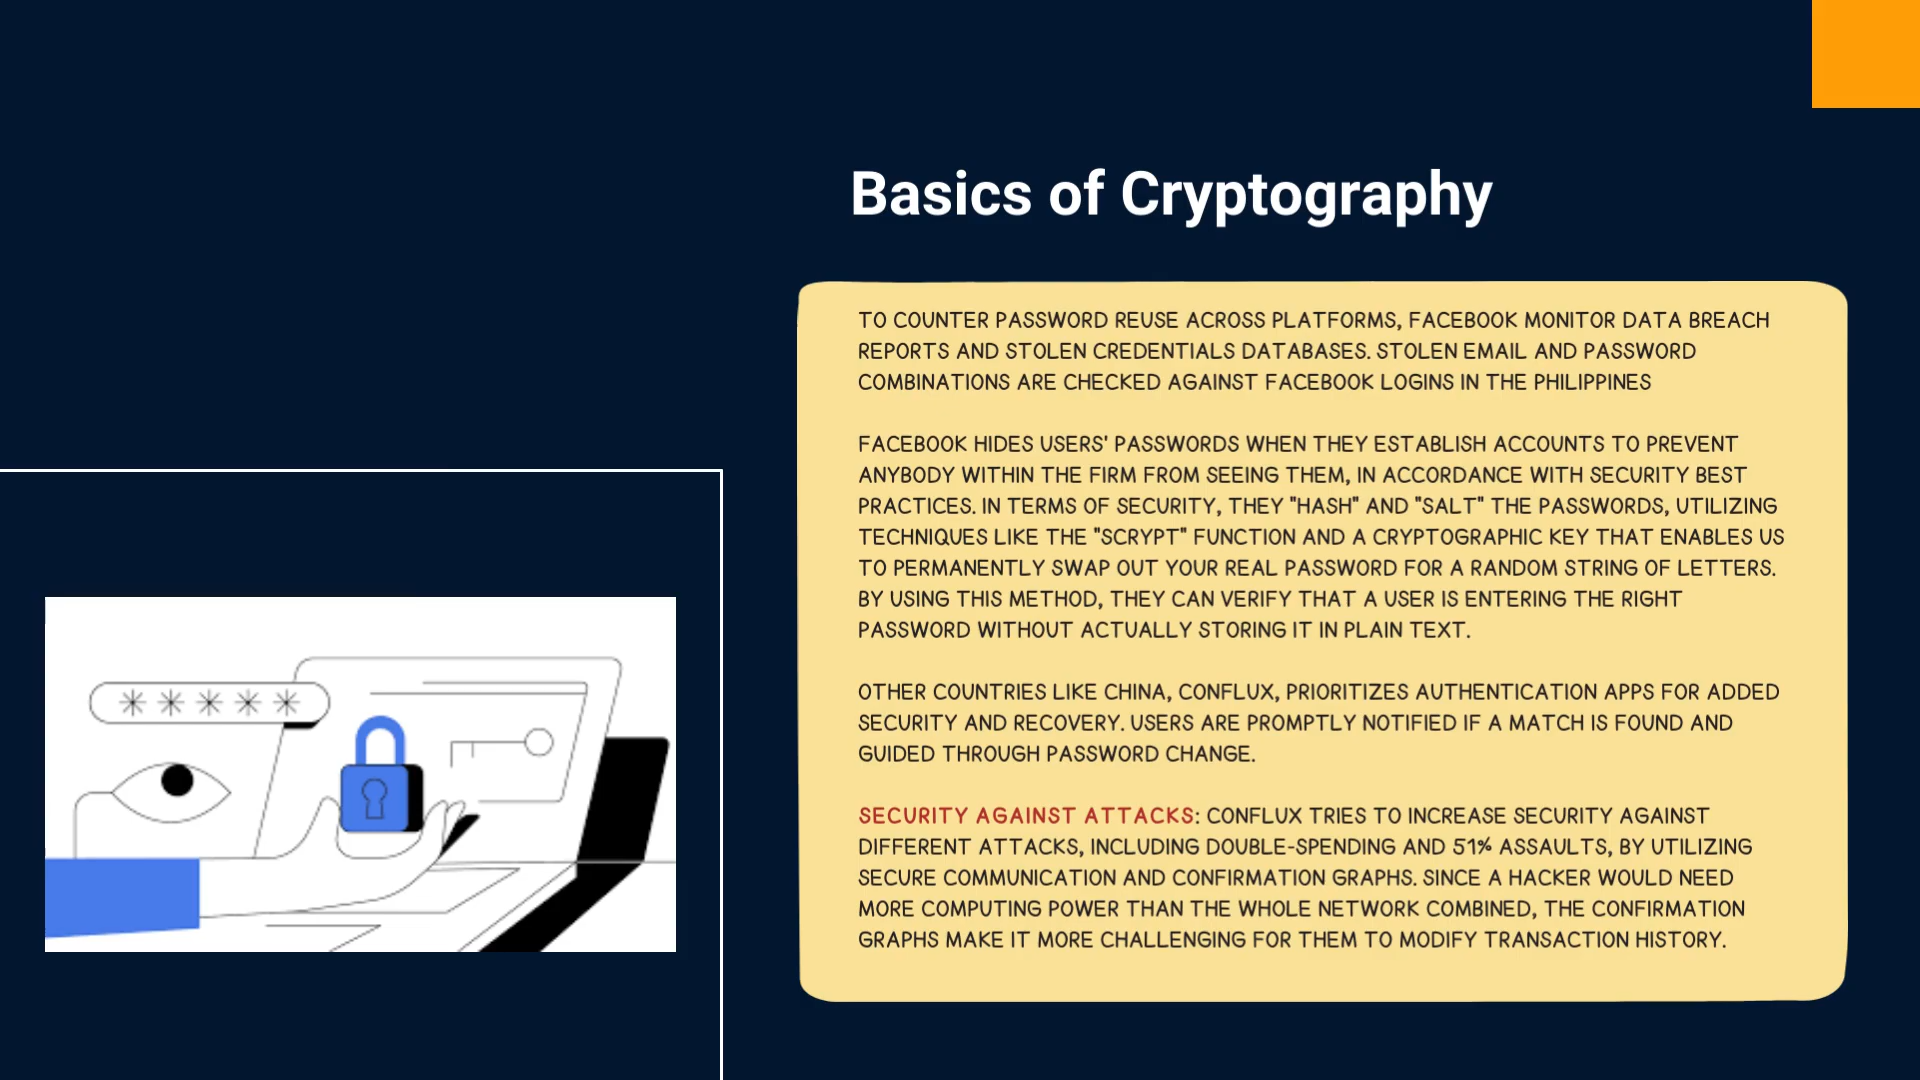 Basics of Cryptography
TO COUNTER PASSWORD REUSE ACROSS PLATFORMS, FACEBOOK MONITOR DATA BREACH
REPORTS AND STOLEN CREDENTIALS DATABASES. STOLEN EMAIL AND PASSWORD
COMBINATIONS ARE CHECKED AGAINST FACEBOOK LOGINS IN THE PHILIPPINES
FACEBOOK HIDES USERS' PASSWORDS WHEN THEY ESTABLISH ACCOUNTS TO PREVENT
ANYBODY WITHIN THE FIRM FROM SEEING THEM, IN ACCORDANCE WITH SECURITY BEST
PRACTICES. IN TERMS OF SECURITY, THEY "HASH" AND "SALT" THE PASSWORDS, UTILIZING
TECHNIQUES LIKE THE "SCRYPT" FUNCTION AND A CRYPTOGRAPHIC KEY THAT ENABLES US
TO PERMANENTLY SWAP OUT YOUR REAL PASSWORD FOR A RANDOM STRING OF LETTERS.
BY USING THIS METHOD, THEY CAN VERIFY THAT A USER IS ENTERING THE RIGHT
PASSWORD WITHOUT ACTUALLY STORING IT IN PLAIN TEXT.
OTHER COUNTRIES LIKE CHINA, CONFLUX, PRIORITIZES AUTHENTICATION APPS FOR ADDED
SECURITY AND RECOVERY. USERS ARE PROMPTLY NOTIFIED IF A MATCH IS FOUND AND
GUIDED THROUGH PASSWORD CHANGE.
SECURITY AGAINST ATTACKS: CONFLUX TRIES TO INCREASE SECURITY AGAINST
DIFFERENT ATTACKS, INCLUDING DOUBLE-SPENDING AND 51% ASSAULTS, BY UTILIZING
SECURE COMMUNICATION AND CONFIRMATION GRAPHS. SINCE A HACKER WOULD NEED
MORE COMPUTING POWER THAN THE WHOLE NETWORK COMBINED, THE CONFIRMATION
GRAPHS MAKE IT MORE CHALLENGING FOR THEM TO MODIFY TRANSACTION HISTORY.